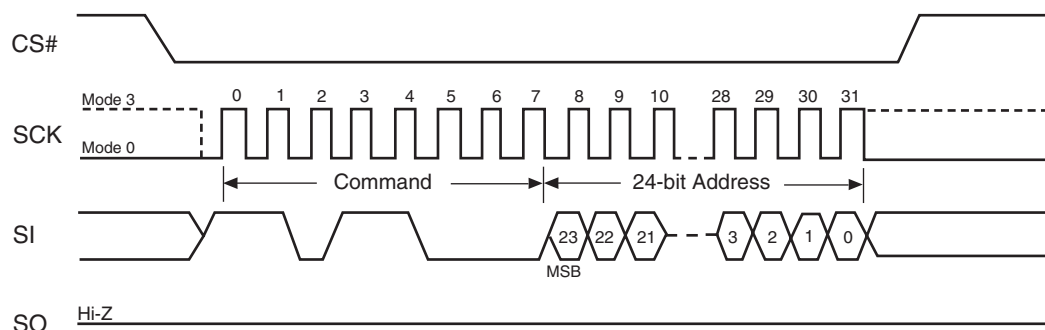 CS#
Mode 3
0 1 2 3 4 5 6 7 8 9 10 28 29 30 31
SCK
Mode 0
Command 24-bit Address
SI
23 22 21 3 2 1 0
MSB
Hi-Z
SO